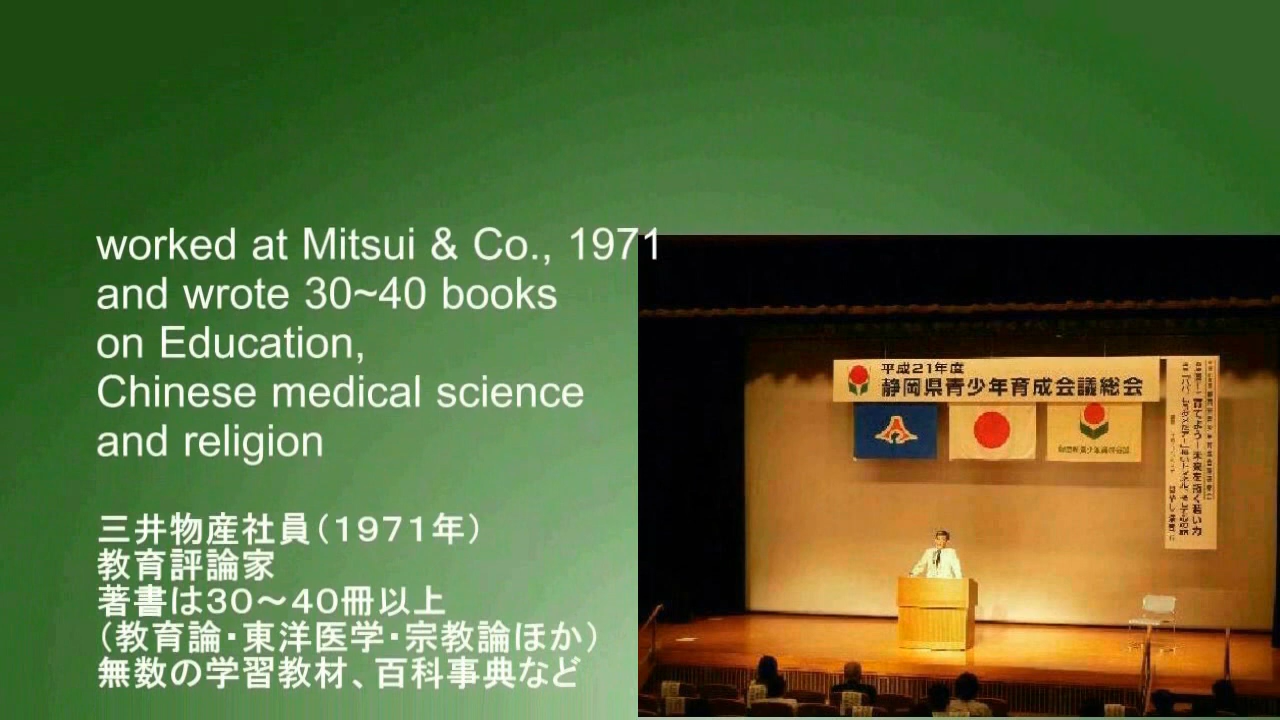 worked at Mitsui & Co., 1971
and wrote 30~40 books
on Education,
Chinese medical science
and religion
三井物産社員（１９７１年）
教育評論家
著書は３０～４０冊以上
（教育論・東洋医学・宗教論ほか）
無数の学習教材、百科事典など
平成21年度
静岡県青少年育成会議総会